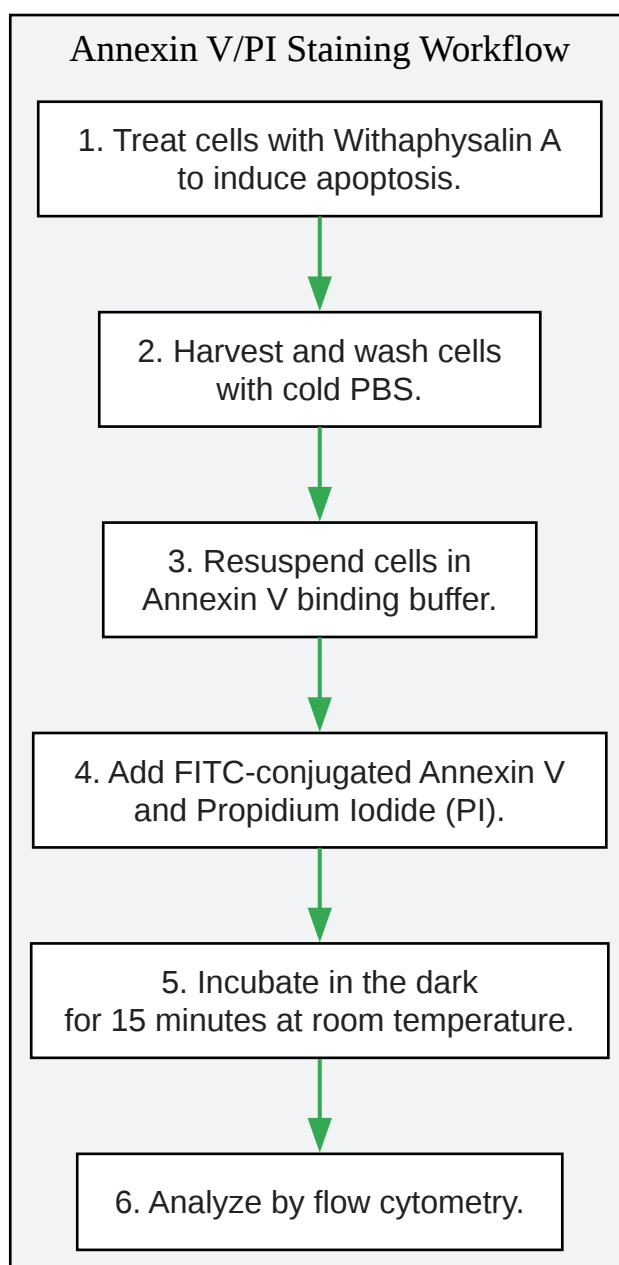 Annexin V/PI Staining Workflow
1. Treat cells with Withaphysalin A
to induce apoptosis.
2. Harvest and wash cells
with cold PBS.
3. Resuspend cells in
Annexin V binding buffer.
4. Add FITC-conjugated Annexin V
and Propidium Iodide (PI).
5. Incubate in the dark
for 15 minutes at room temperature.
6. Analyze by flow cytometry.